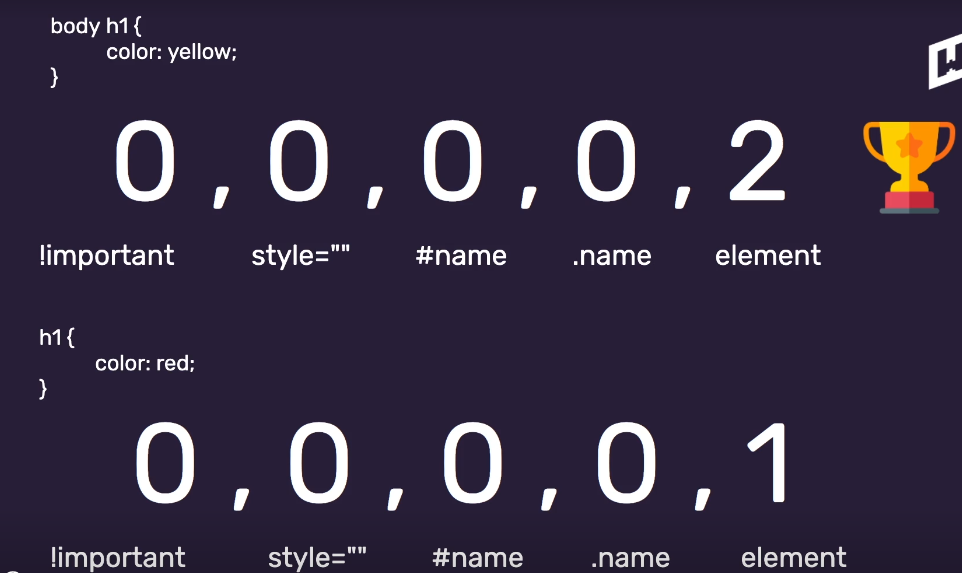 body h1 {
color: yellow;
}
0 , 0 , 0 , 0 , 2
!important style="" #name .name element
h1 {
color: red;
}
0 , 0 , 0 , 0 , 1
!important style="" #name .name element